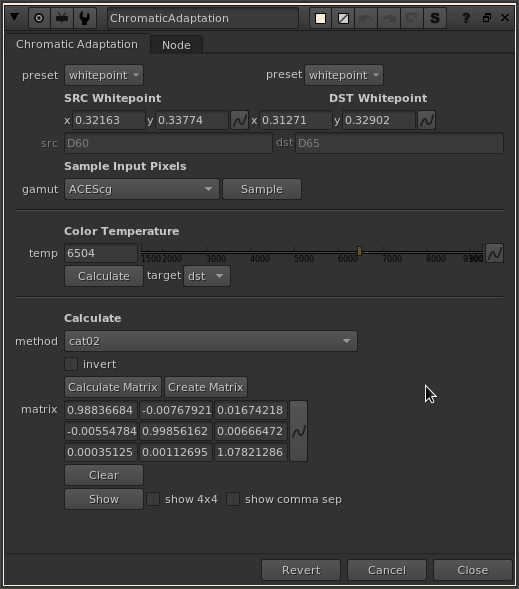 ChromaticAdaptation S ?
Chromatic Adaptation Node
preset whitepoint preset whitepoint
SRC Whitepoint DST Whitepoint
x 0.32163 y 0.33774 x 0.31271 y 0.32902
src D60 dst D65
Sample Input Pixels
gamut ACEScg Sample
Color Temperature
temp 6504 1500 2000 3000 4000 5000 6000 7000 8000
Calculate target dst
Calculate
method cat02
invert
Calculate Matrix Create Matrix
matrix 0.98836684 -0.00767921 0.01674218
-0.00554784 0.99856162 0.00666472
0.00035125 0.00112695 1.07821286
Clear
Show show 4x4 show comma sep
Revert Cancel Close